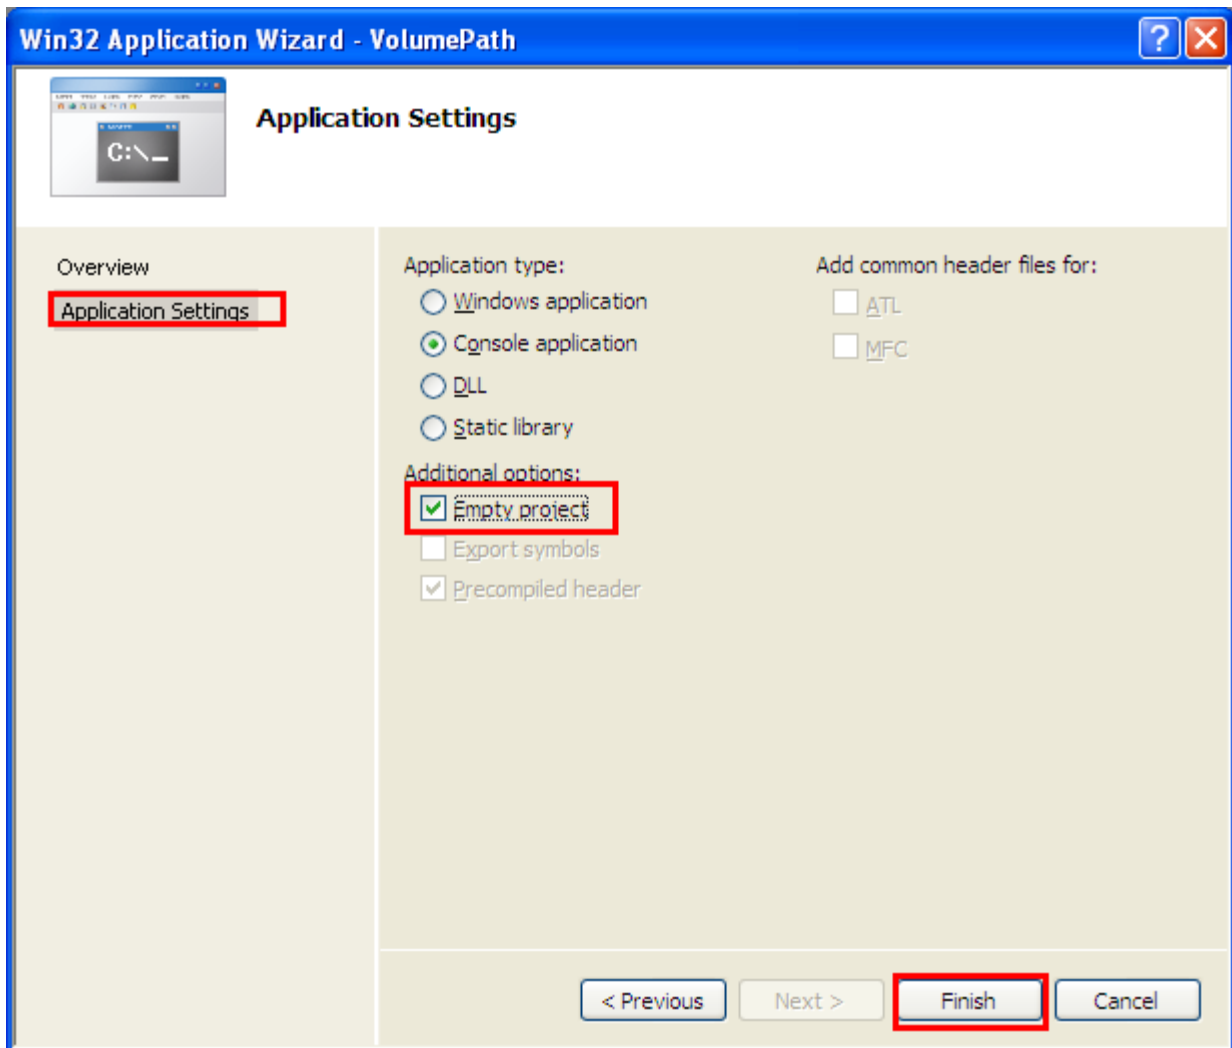 Win32 Application Wizard - VolumePath
C:\_
Application Settings
Overview
Application Settings
Application type:
Windows application
Console application
DLL
Static library
Additional options:
Empty project
Export symbols
Precompiled header
Add common header files for:
ATL
MFC
< Previous
Next >
Finish
Cancel